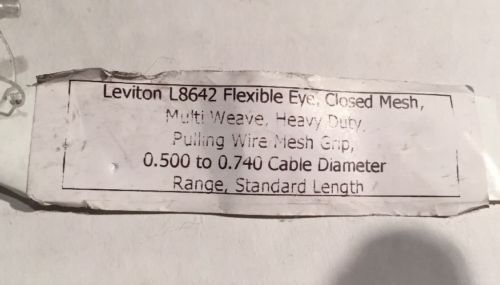 Leviton L8642 Flexible Eye, Closed Mesh,
Multi Weave, Heavy Duty,
Pulling Wire Mesh Grip,
0.500 to 0.740 Cable Diameter
Range, Standard Length